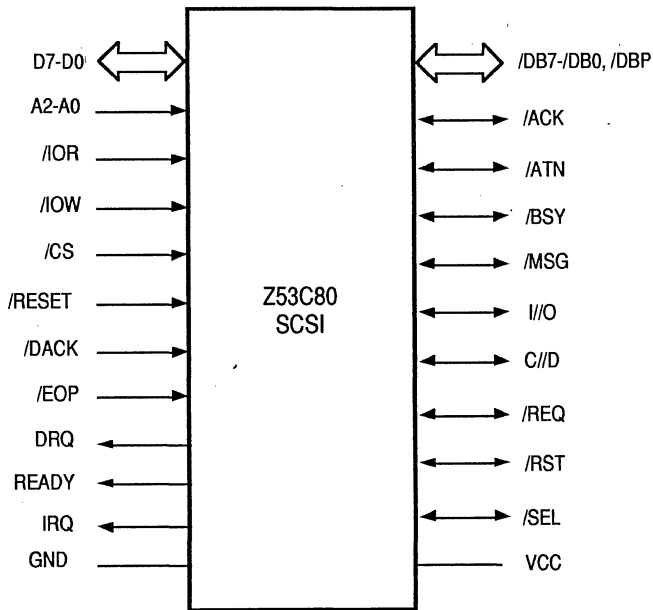 D7-D0
A2-A0
/IOR
/IOW
/CS
/RESET
/DACK
/EOP
DRQ
READY
IRQ
GND
Z53C80
SCSI
/DB7-/DB0, /DBP
/ACK
/ATN
/BSY
/MSG
I//O
C//D
/REQ
/RST
/SEL
VCC